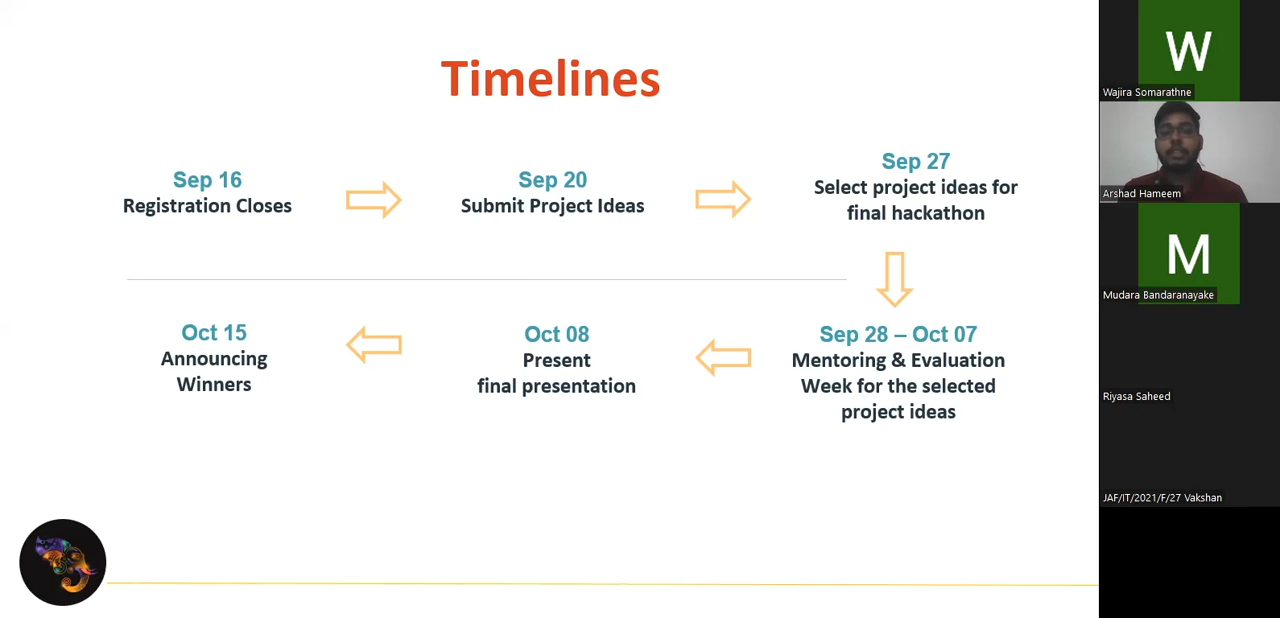 Timelines
Sep 16
Registration Closes
Sep 20
Submit Project Ideas
Sep 27
Select project ideas for
final hackathon
Sep 28 – Oct 07
Mentoring & Evaluation
Week for the selected
project ideas
Oct 08
Present
final presentation
Oct 15
Announcing
Winners
W
Wajira Somarathne
Arshad Hameem
M
Mudara Bandaranayake
Riyasa Saheed
JAF/IT/2021/F/27 Vakshan